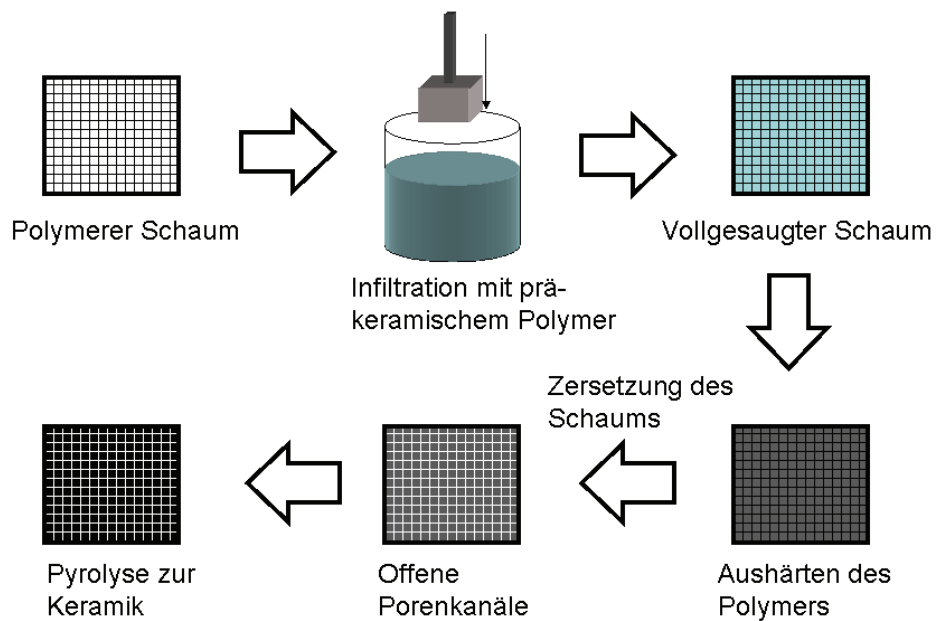 Polymerer Schaum
Infiltration mit prä-
keramischem Polymer
Vollgesaugter Schaum
Zersetzung des
Schaums
Aushärten des
Polymers
Offene
Porenkanäle
Pyrolyse zur
Keramik